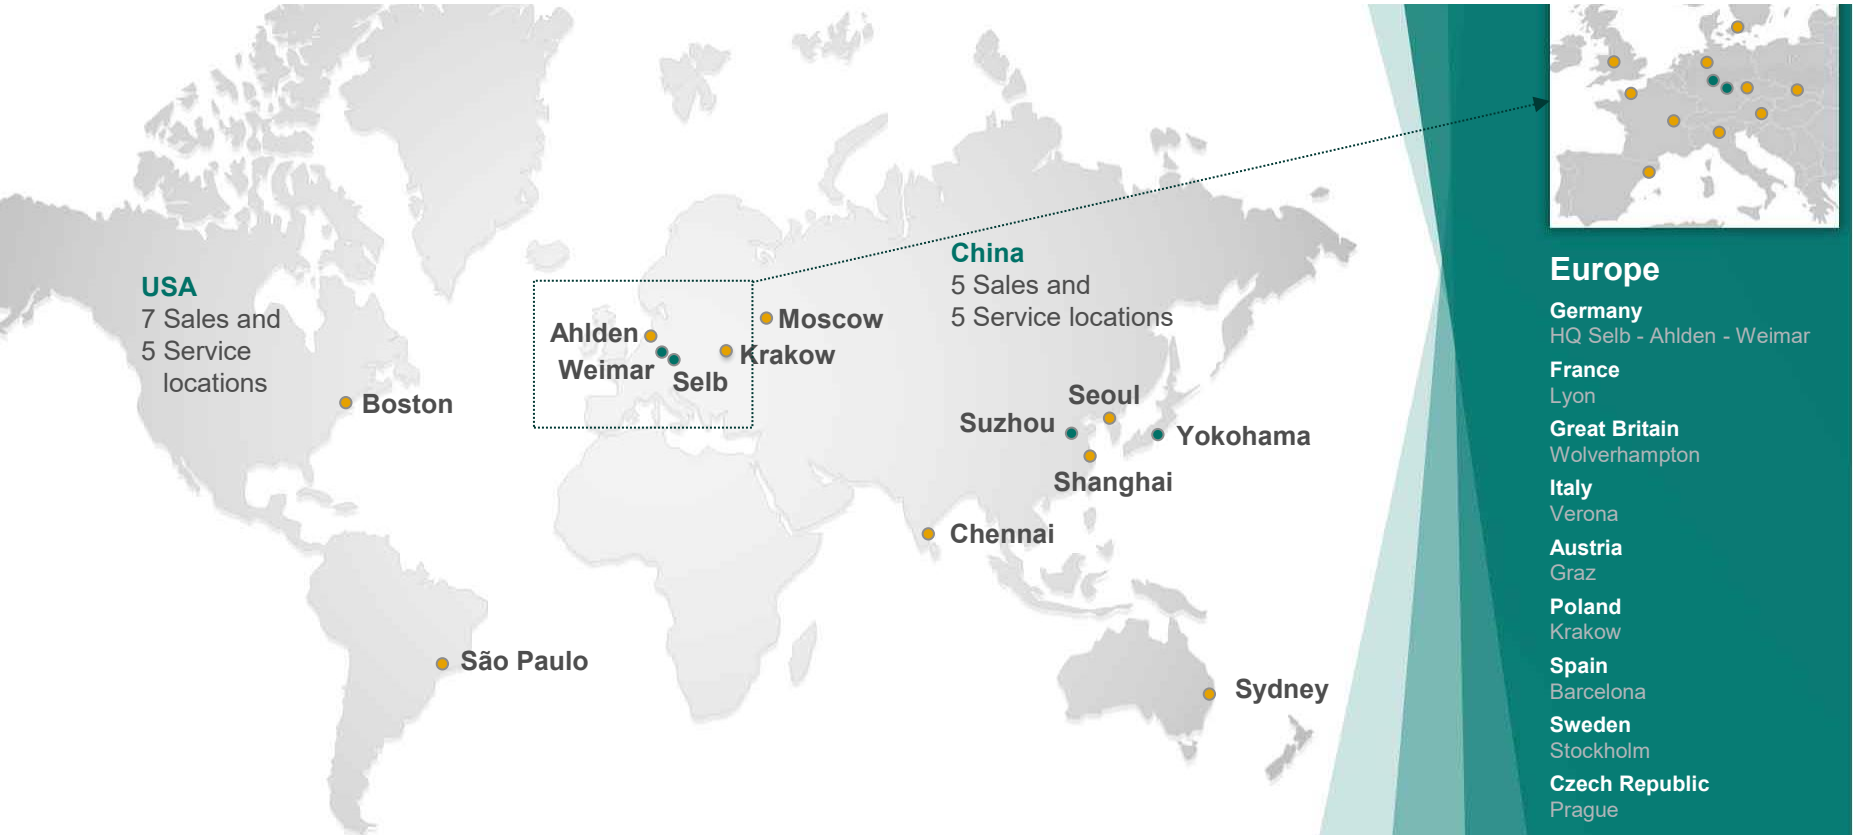 USA
7 Sales and
5 Service
locations
Boston
São Paulo
Ahlden
Weimar
Selb
Moscow
Krakow
China
5 Sales and
5 Service locations
Seoul
Suzhou
Yokohama
Shanghai
Chennai
Sydney
Europe
Germany
HQ Selb - Ahlden - Weimar
France
Lyon
Great Britain
Wolverhampton
Italy
Verona
Austria
Graz
Poland
Krakow
Spain
Barcelona
Sweden
Stockholm
Czech Republic
Prague